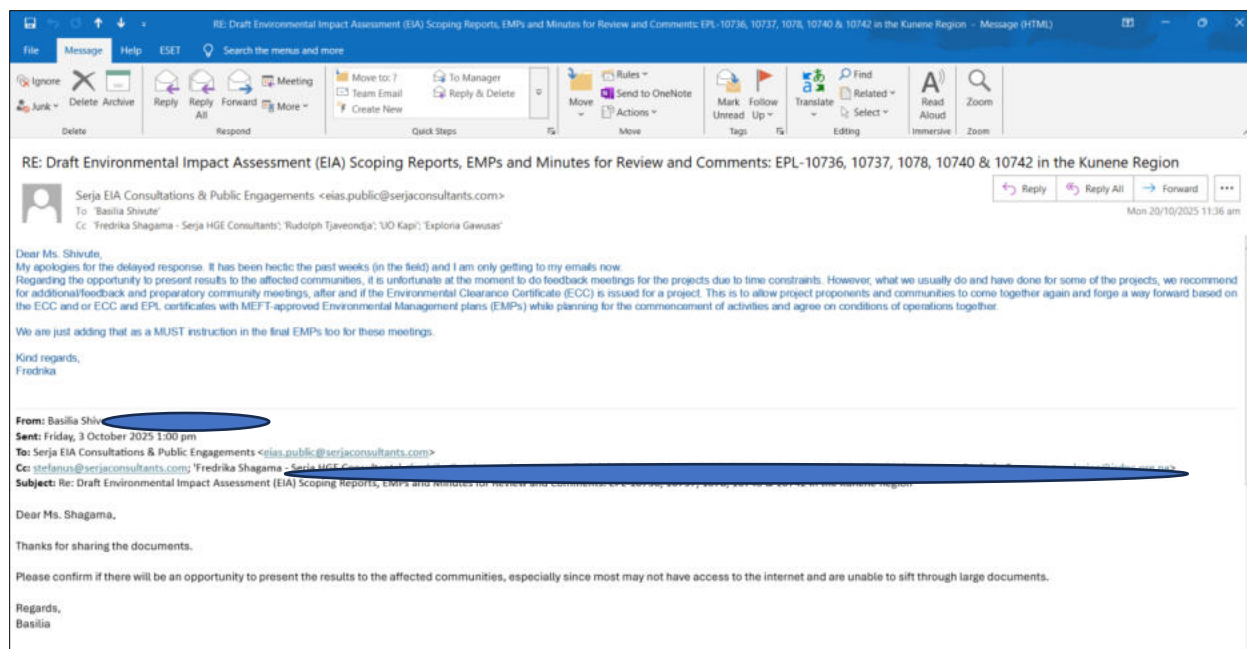 RE: Draft Environmental Impact Assessment (EIA) Scoping Reports, EMPs and Minutes for Review and Comments: EPL-10736, 10737, 1078, 10740 & 10742 in the Kunene Region - Message (HTML)
File Message Help ESET Search the menus and more
Ignore
Junk
Delete Archive
Reply Reply All Forward
Meeting
More
Move to: ?
Team Email
Create New
To Manager
Reply & Delete
Move
Rules
Send to OneNote
Actions
Mark Unread
Follow Up
Translate
Find
Related
Select
Read Aloud
Zoom
Delete Respond Quick Steps Move Tags Editing Immersive Zoom
RE: Draft Environmental Impact Assessment (EIA) Scoping Reports, EMPs and Minutes for Review and Comments: EPL-10736, 10737, 1078, 10740 & 10742 in the Kunene Region
Serja EIA Consultations & Public Engagements <eias.public@serjaconsultants.com>
To 'Basilia Shivute'
Cc 'Fredrika Shagama - Serja HGE Consultants'; 'Rudolph Tjaveondja'; 'UO Kapi'; 'Exploria Gawusas'
Reply Reply All Forward
Mon 20/10/2025 11:36 am
Dear Ms. Shivute,
My apologies for the delayed response. It has been hectic the past weeks (in the field) and I am only getting to my emails now.
Regarding the opportunity to present results to the affected communities, it is unfortunate at the moment to do feedback meetings for the projects due to time constraints. However, what we usually do and have done for some of the projects, we recommend
for additional/feedback and preparatory community meetings, after and if the Environmental Clearance Certificate (ECC) is issued for a project. This is to allow project proponents and communities to come together again and forge a way forward based on
the ECC and or ECC and EPL certificates with MEFT-approved Environmental Management plans (EMPs) while planning for the commencement of activities and agree on conditions of operations together.
We are just adding that as a MUST instruction in the final EMPs too for these meetings.
Kind regards,
Fredrika
From: Basilia Shiv
Sent: Friday, 3 October 2025 1:00 pm
To: Serja EIA Consultations & Public Engagements <eias.public@serjaconsultants.com>
Cc: stefanus@serjaconsultants.com; 'Fredrika Shagama -
Subject: Re: Draft Environmental Impact Assessment (EIA) Scoping Reports, EMPs and Minutes for Review and Comments: EPL-10736, 10737, 1078, 10740 & 10742 in the Kunene Region
Dear Ms. Shagama,
Thanks for sharing the documents.
Please confirm if there will be an opportunity to present the results to the affected communities, especially since most may not have access to the internet and are unable to sift through large documents.
Regards,
Basilia